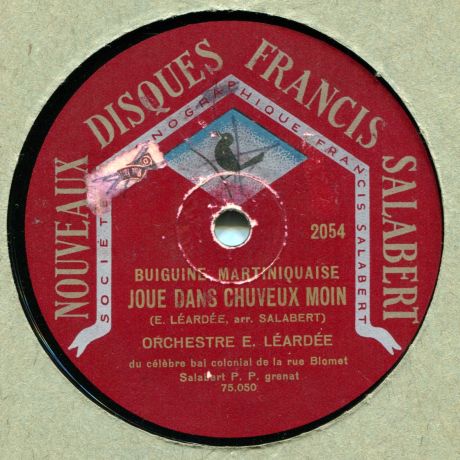 NOUVEAUX DISQUES FRANCIS SALABERT
SOCIÉTÉ NOGRAPHIQUE FRANCIS SALABERT
2054
BUIGUINE MARTINIQUAISE
JOUE DANS CHUVEUX MOIN
(E. LÉARDÉE, arr. SALABERT)
ORCHESTRE E. LÉARDÉE
du célèbre bal colonial de la rue Blomet
Salabert P. P. grenat
75.050